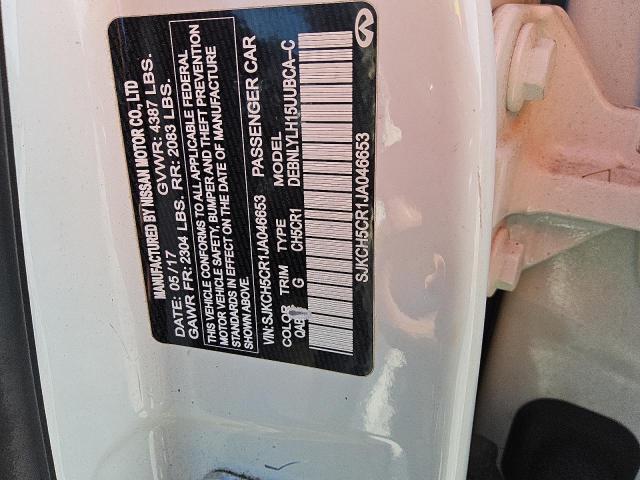 MANUFACTURED BY NISSAN MOTOR CO., LTD
DATE: 05/17 GVWR: 4387 LBS.
GAWR FR: 2304 LBS. RR: 2083 LBS.
THIS VEHICLE CONFORMS TO ALL APPLICABLE FEDERAL
MOTOR VEHICLE SAFETY, BUMPER AND THEFT PREVENTION
STANDARDS IN EFFECT ON THE DATE OF MANUFACTURE
SHOWN ABOVE.
VIN:SJKCH5CR1JA046653 PASSENGER CAR
COLOR TRIM TYPE MODEL
QAB G CH5CR1 DEBNLYLH15UUBCA-C
SJKCH5CR1JA046653